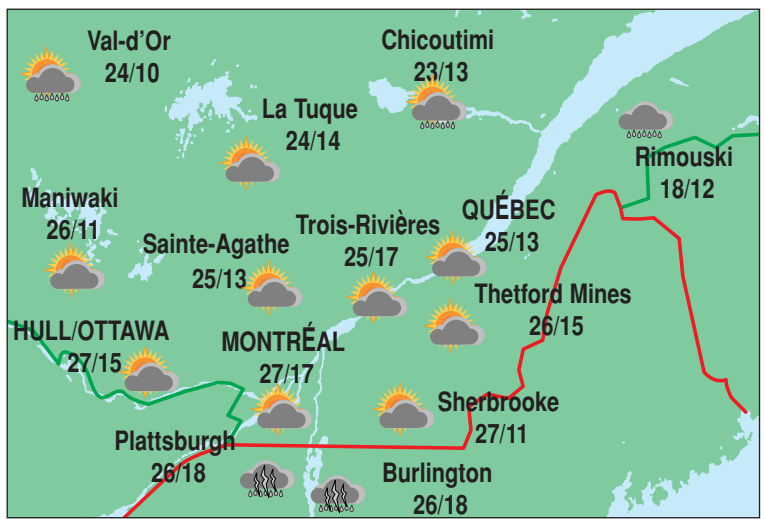 Val-d'Or
24/10
Chicoutimi
23/13
La Tuque
24/14
Rimouski
18/12
Maniwaki
26/11
Sainte-Agathe
25/13
Trois-Rivières
25/17
QUÉBEC
25/13
Thetford Mines
26/15
HULL/OTTAWA
27/15
MONTRÉAL
27/17
Sherbrooke
27/11
Plattsburgh
26/18
Burlington
26/18